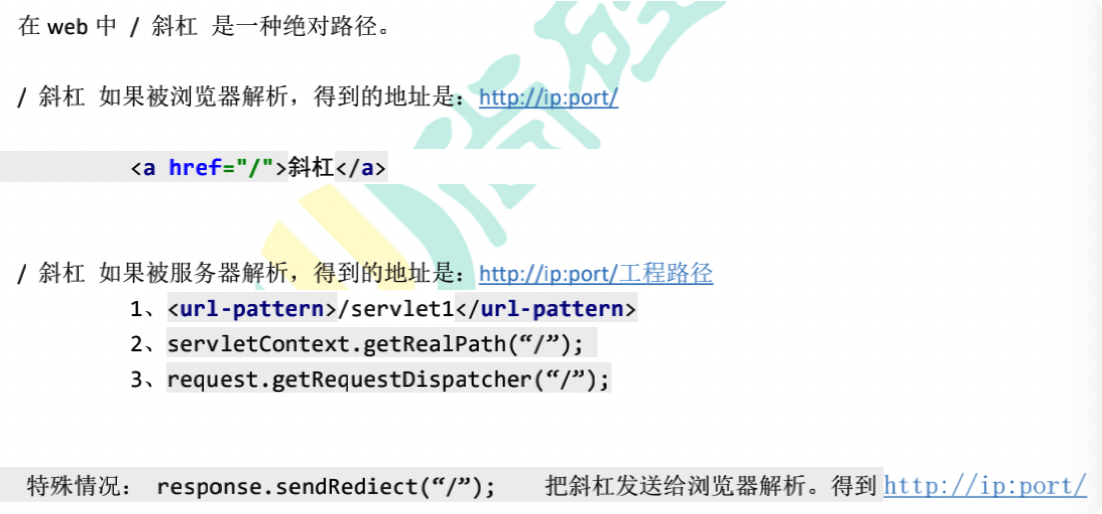 在 web 中 / 斜杠 是一种绝对路径。
/ 斜杠 如果被浏览器解析，得到的地址是：http://ip:port/
<a href="/">斜杠</a>
/ 斜杠 如果被服务器解析，得到的地址是：http://ip:port/工程路径
1、<url-pattern>/servlet1</url-pattern>
2、servletContext.getRealPath(“/”);
3、request.getRequestDispatcher(“/”);
特殊情况： response.sendRediect(“/”); 把斜杠发送给浏览器解析。得到 http://ip:port/